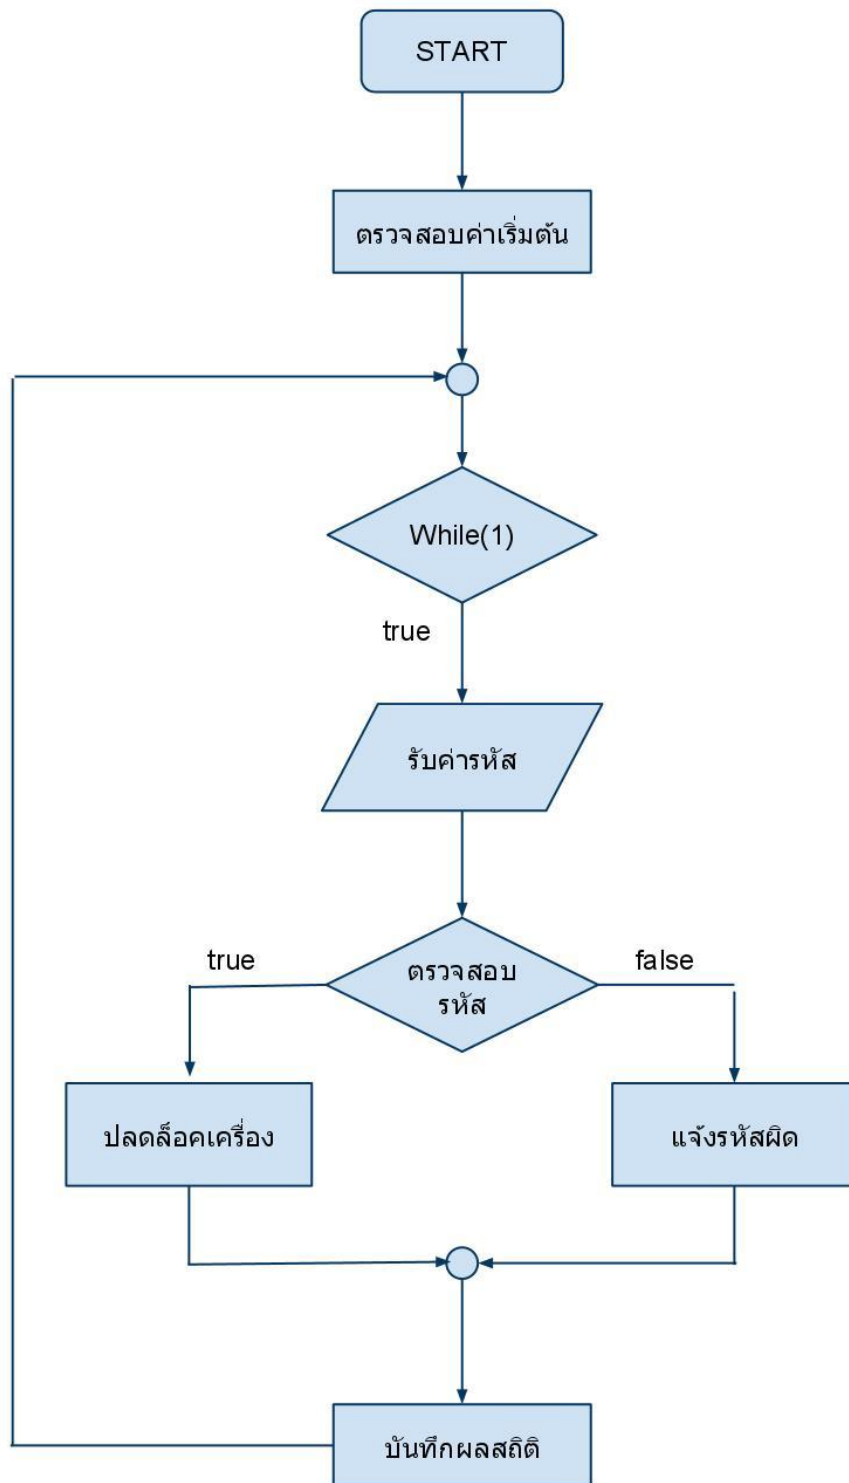 START
ตรวจสอบค่าเริ่มต้น
While(1)
true
รับค่ารหัส
true
ตรวจสอบ
รหัส
false
ปลดล็อคเครื่อง
แจ้งรหัสผิด
บันทึกผลสถิติ